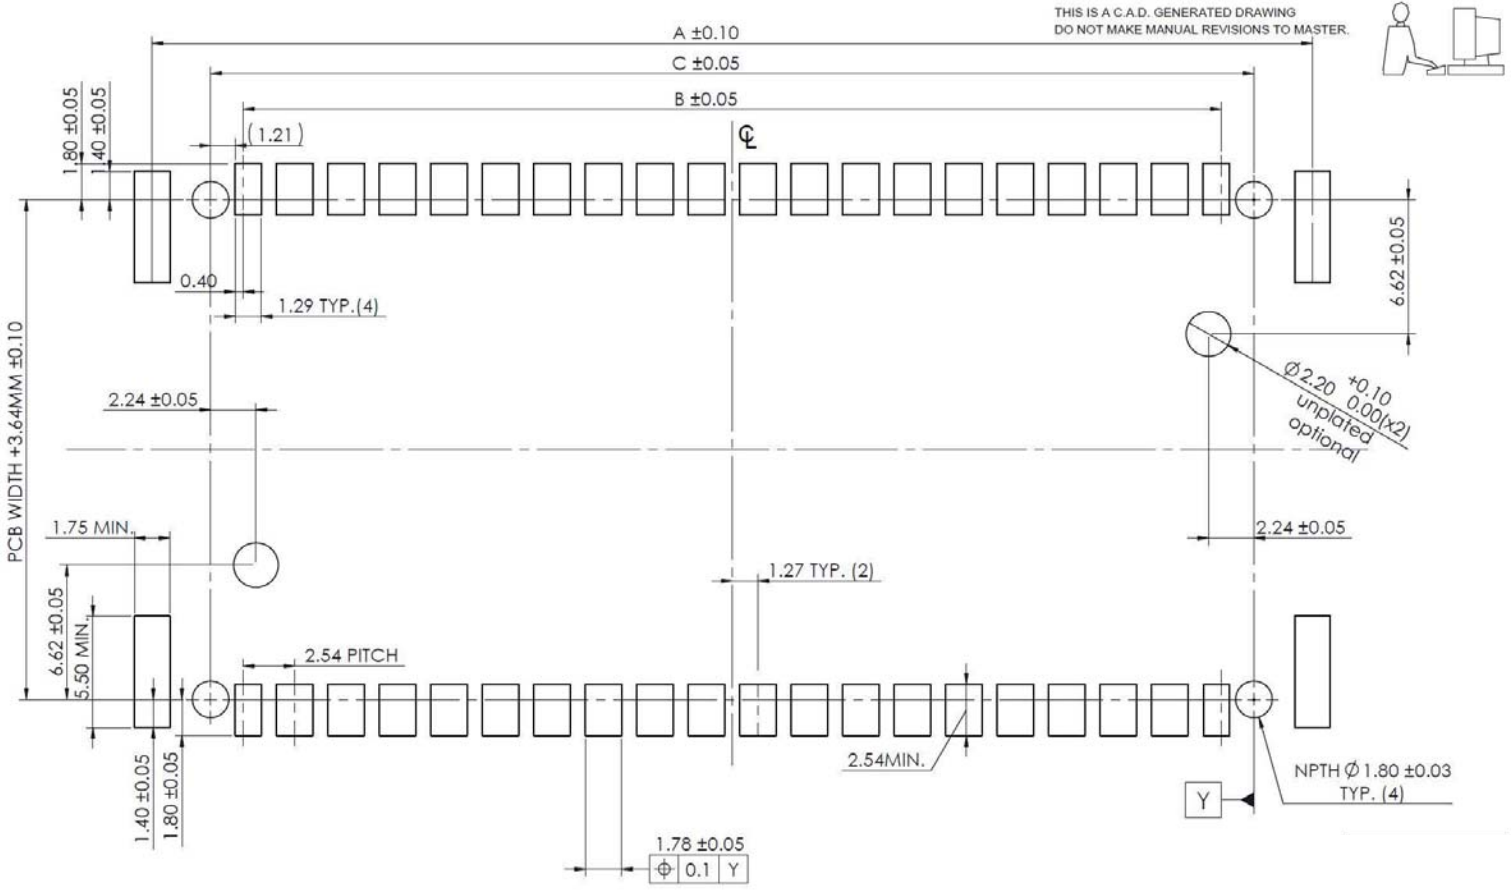 THIS IS A C.A.D. GENERATED DRAWING
DO NOT MAKE MANUAL REVISIONS TO MASTER.
A ±0.10
C ±0.05
B ±0.05
1.80 ±0.05
1.40 ±0.05
(1.21)
℄
0.40
1.29 TYP.(4)
6.62 ±0.05
PCB WIDTH +3.64MM ±0.10
2.24 ±0.05
Ø2.20 +0.10
0.00(x2)
unplated
optional
1.75 MIN.
2.24 ±0.05
1.27 TYP. (2)
6.62 ±0.05
5.50 MIN.
2.54 PITCH
2.54MIN.
1.40 ±0.05
1.80 ±0.05
NPTH Ø1.80 ±0.03
TYP. (4)
Y
1.78 ±0.05
⌖ 0.1 Y